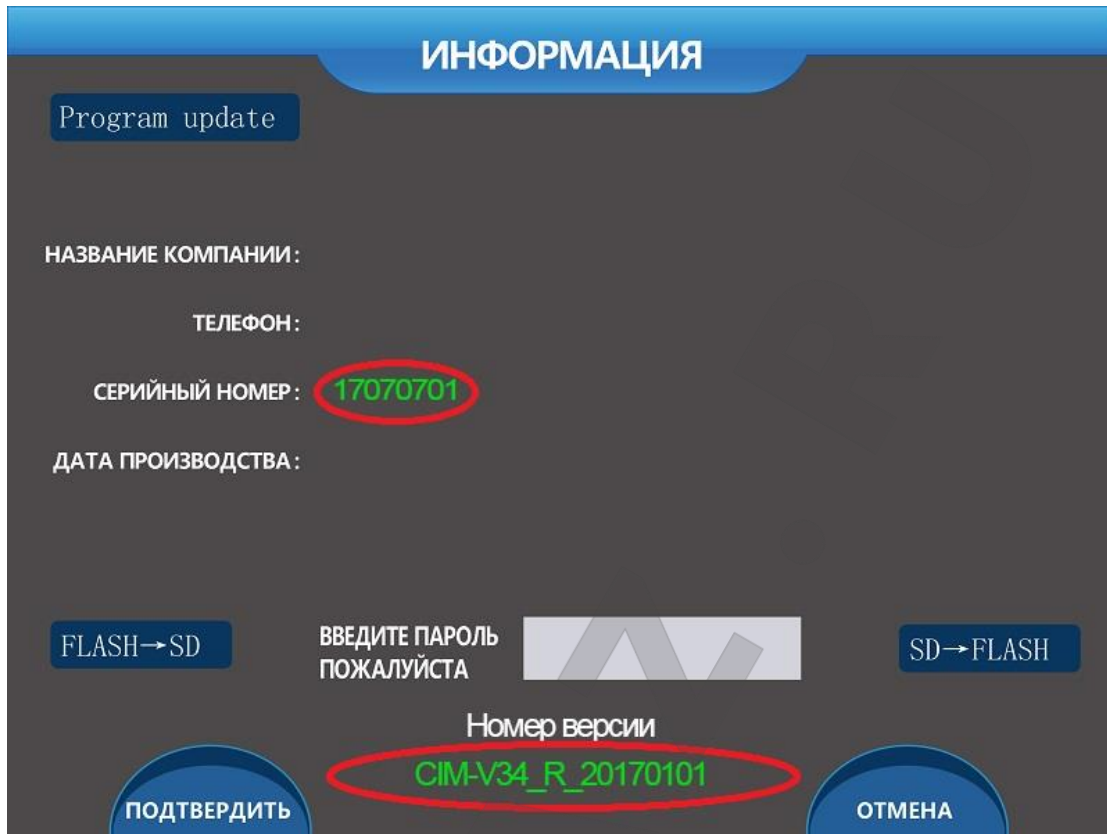 ИНФОРМАЦИЯ
Program update
НАЗВАНИЕ КОМПАНИИ:
ТЕЛЕФОН:
СЕРИЙНЫЙ НОМЕР: 17070701
ДАТА ПРОИЗВОДСТВА:
FLASH→SD
ВВЕДИТЕ ПАРОЛЬ
ПОЖАЛУЙСТА
SD→FLASH
Номер версии
CIM-V34_R_20170101
ПОДТВЕРДИТЬ
ОТМЕНА